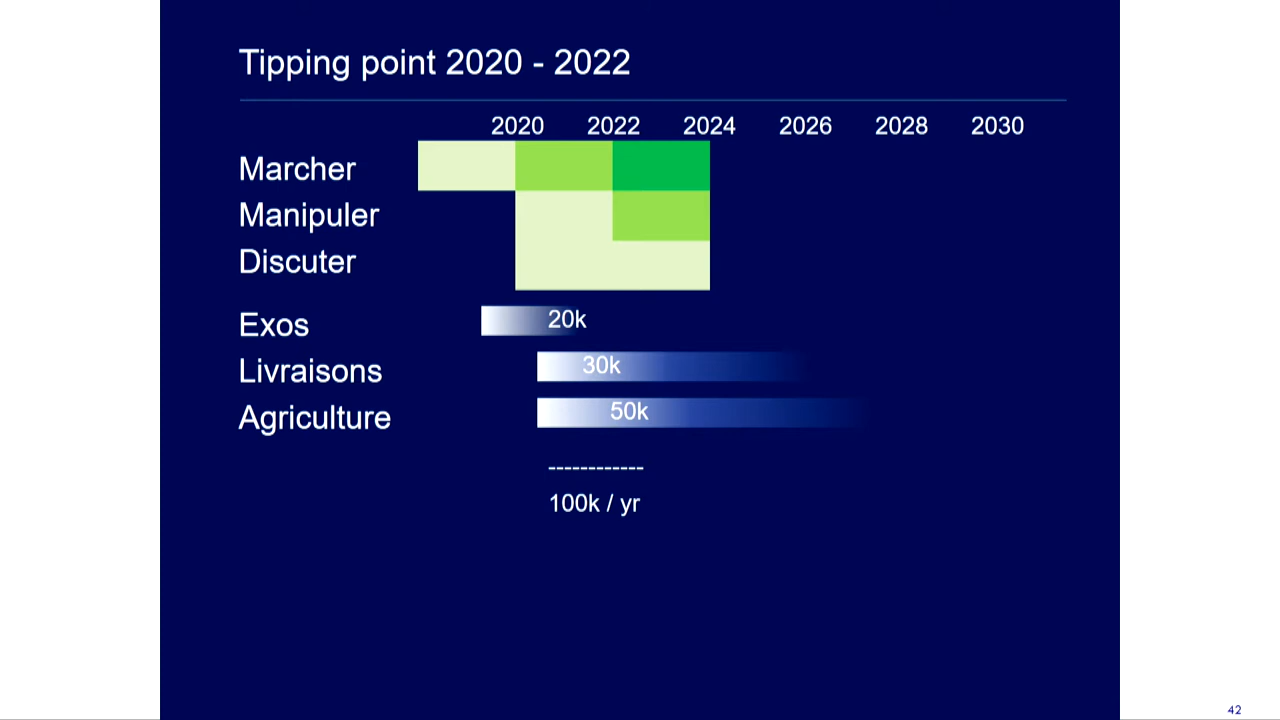 Tipping point 2020 - 2022
2020 2022 2024 2026 2028 2030
Marcher
Manipuler
Discuter
Exos 20k
Livraisons 30k
Agriculture 50k
------------
100k / yr
42